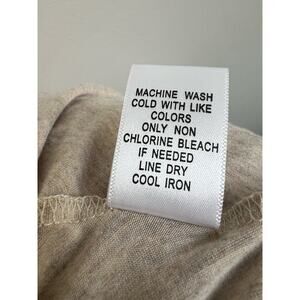 MACHINE WASH
COLD WITH LIKE
COLORS
ONLY NON
CHLORINE BLEACH
IF NEEDED
LINE DRY
COOL IRON